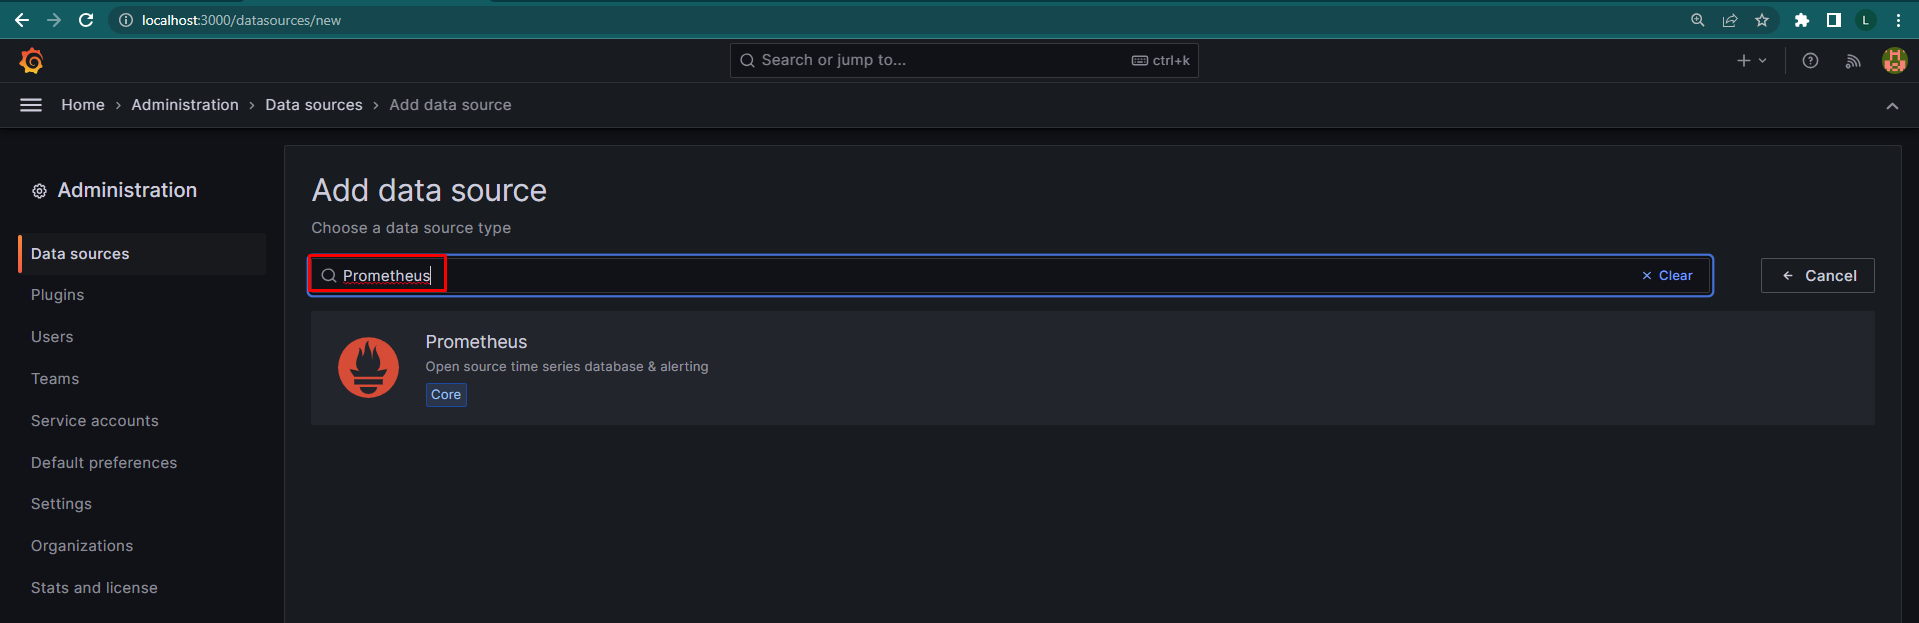 localhost:3000/datasources/new
L
Search or jump to...
ctrl+k
Home › Administration › Data sources › Add data source
Administration
Data sources
Plugins
Users
Teams
Service accounts
Default preferences
Settings
Organizations
Stats and license
Add data source
Choose a data source type
Prometheus
Clear
Cancel
Prometheus
Open source time series database & alerting
Core